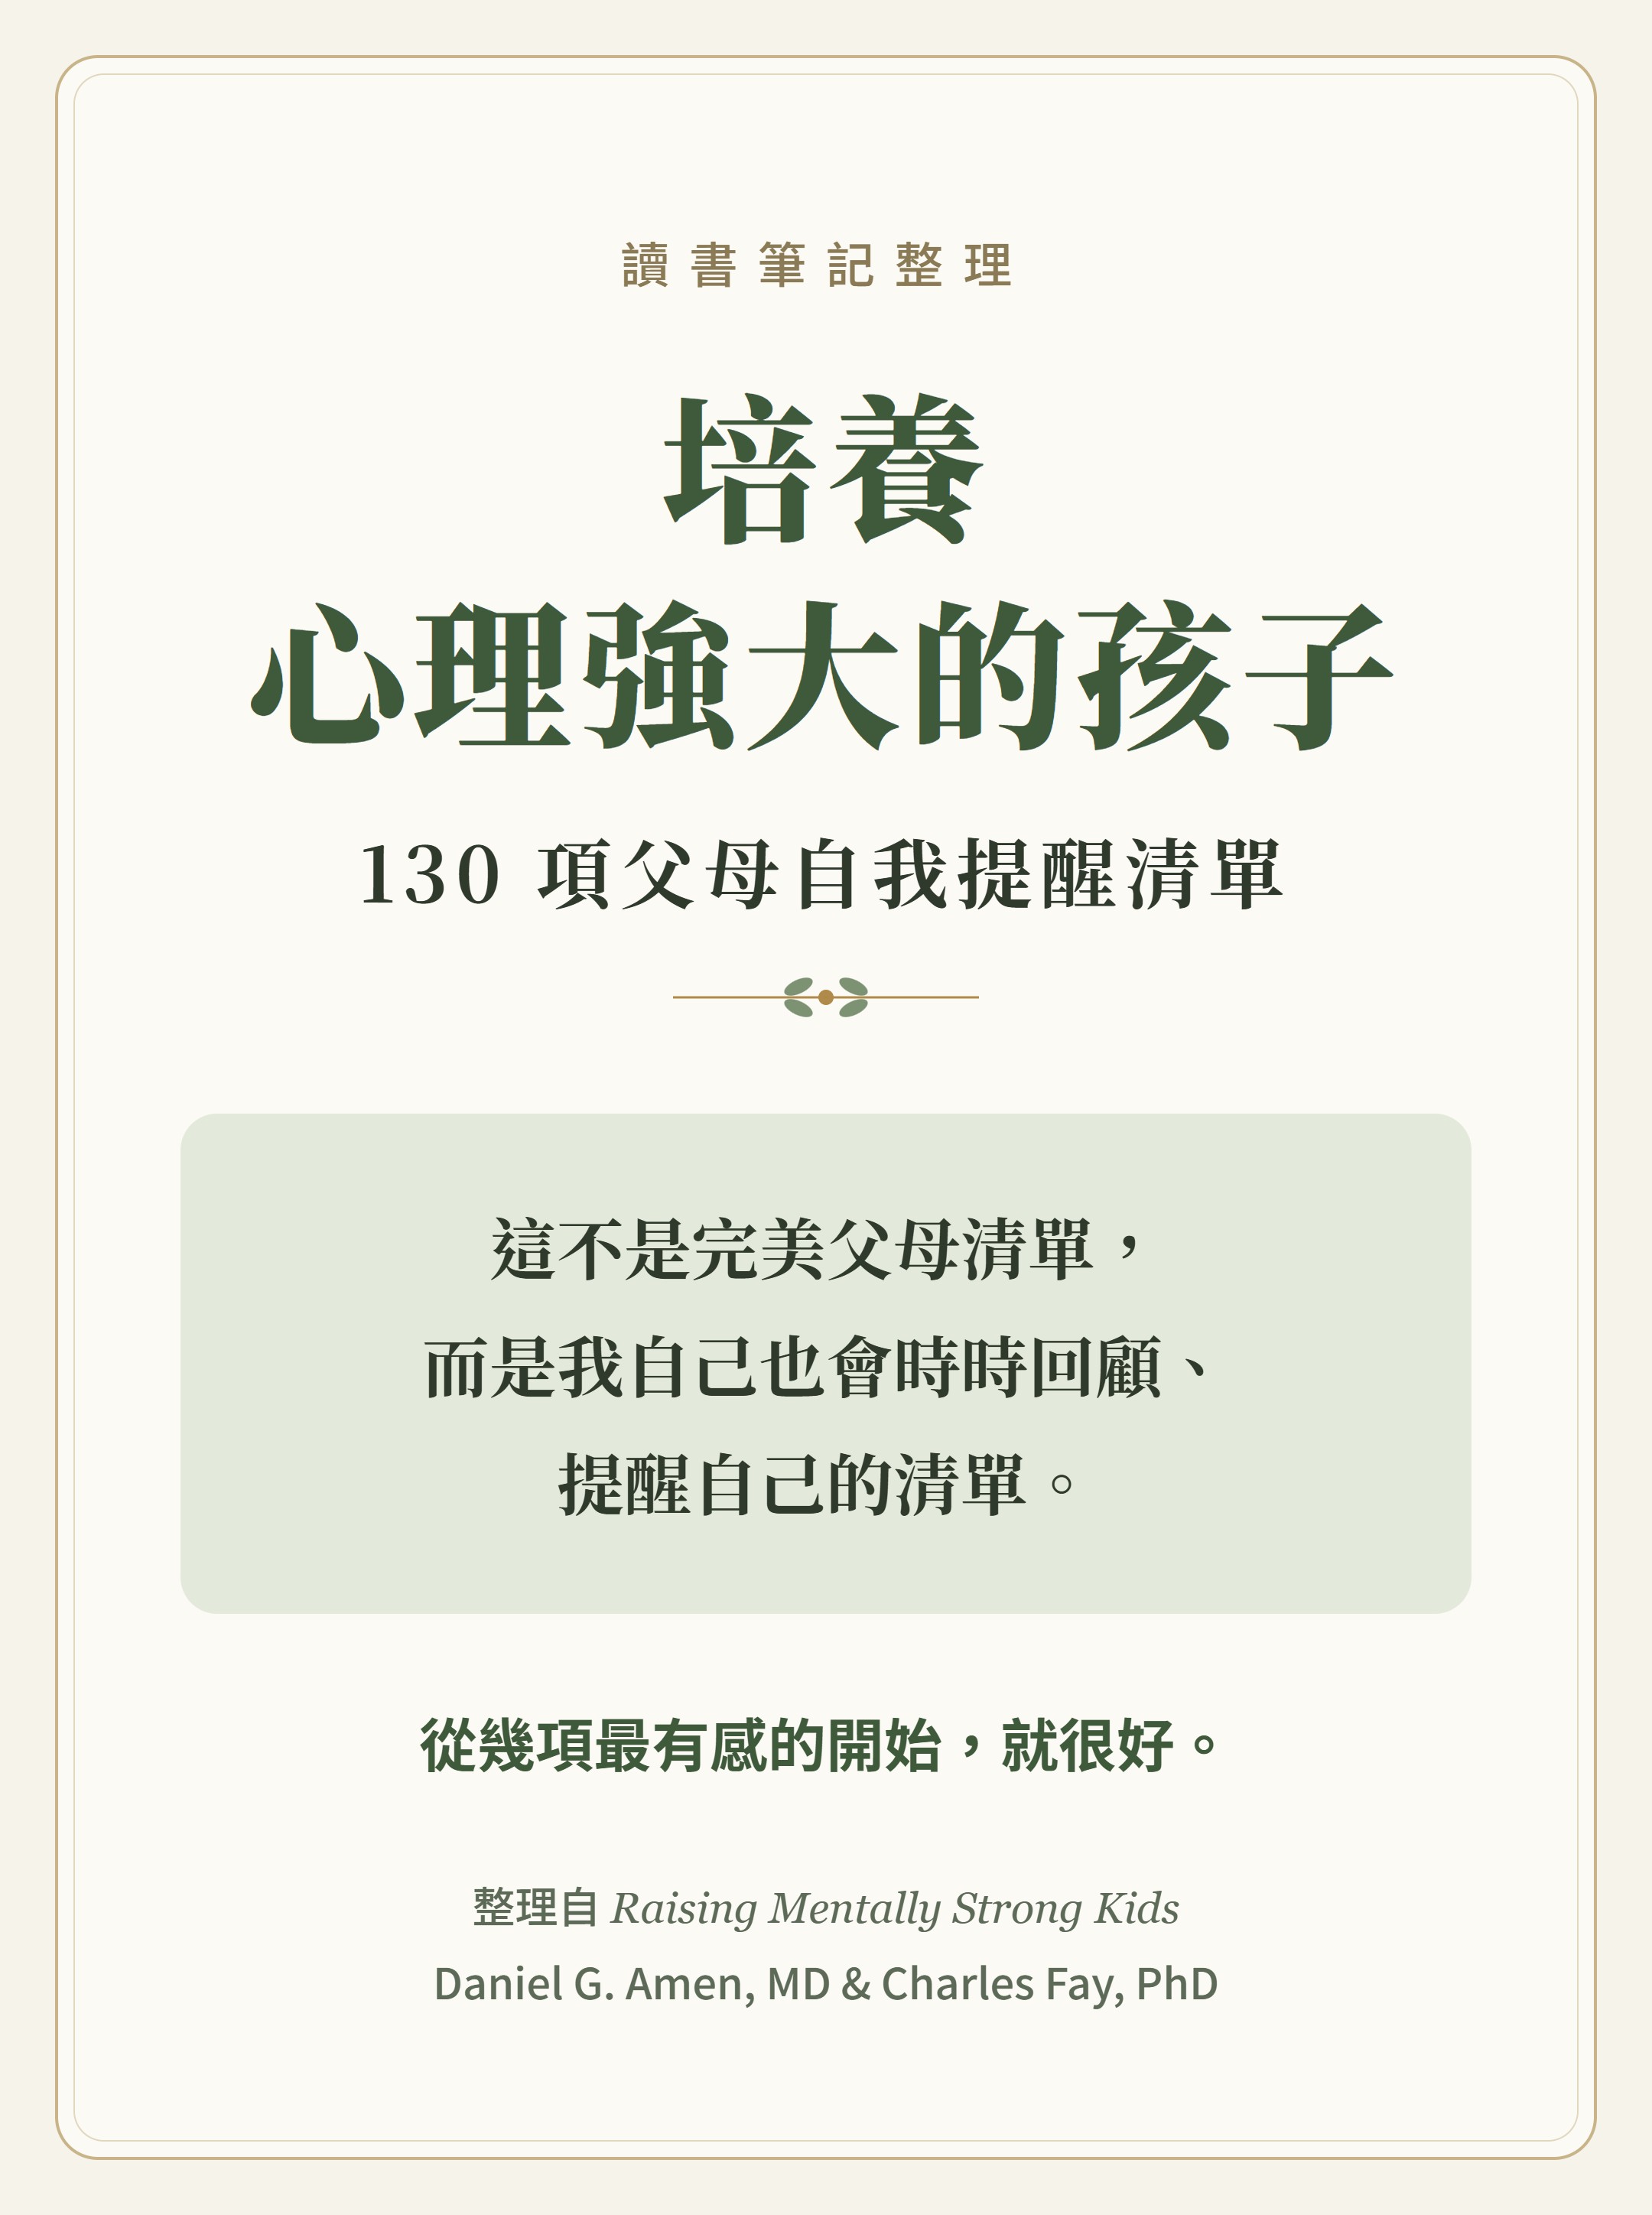 讀書筆記整理
培養
心理強大的孩子
130 項父母自我提醒清單
這不是完美父母清單，
而是我自己也會時時回顧、
提醒自己的清單。
從幾項最有感的開始，就很好。
整理自 Raising Mentally Strong Kids
Daniel G. Amen, MD & Charles Fay, PhD